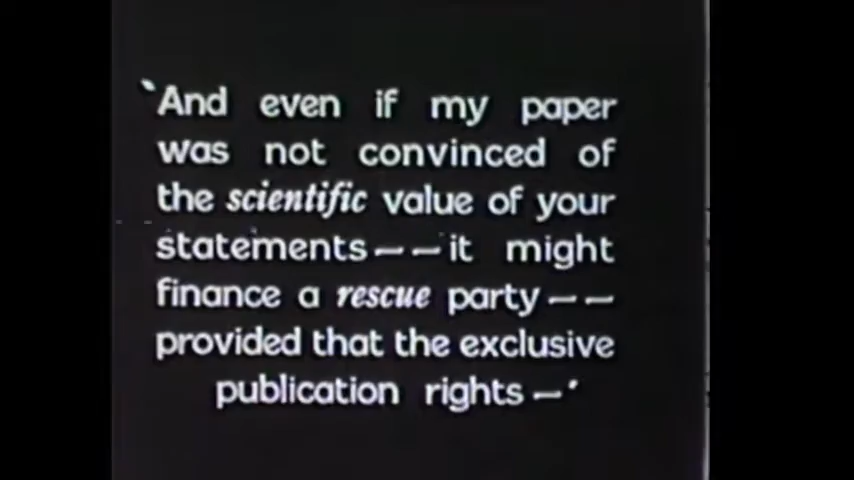 ‛And even if my paper
was not convinced of
the scientific value of your
statements — — it might
finance a rescue party — —
provided that the exclusive
publication rights —’